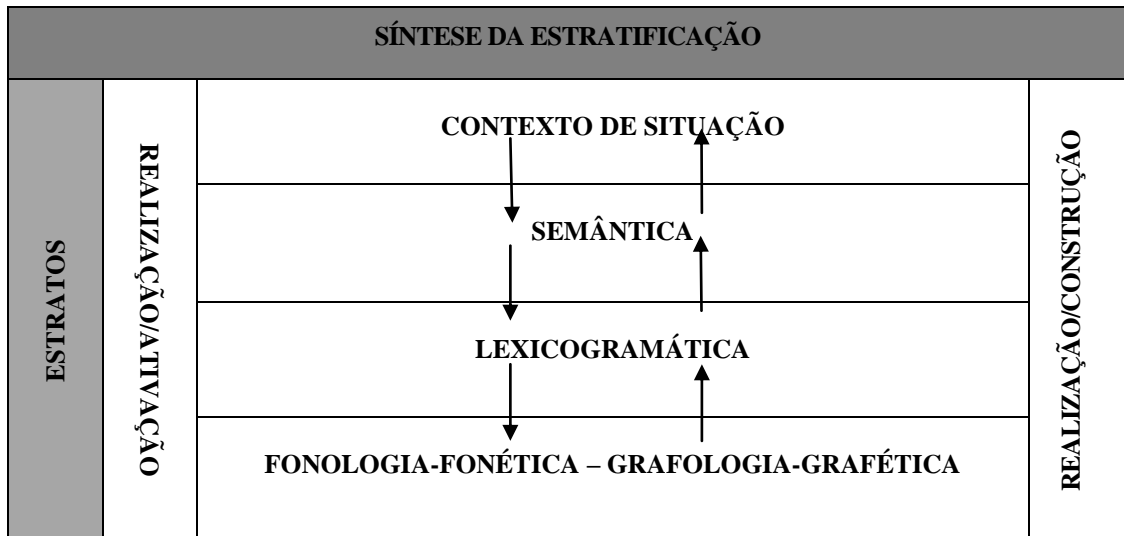 SÍNTESE DA ESTRATIFICAÇÃO
ESTRATOS
REALIZAÇÃO/ATIVAÇÃO
CONTEXTO DE SITUAÇÃO
SEMÂNTICA
LEXICOGRAMÁTICA
FONOLOGIA-FONÉTICA – GRAFOLOGIA-GRAFÉTICA
REALIZAÇÃO/CONSTRUÇÃO